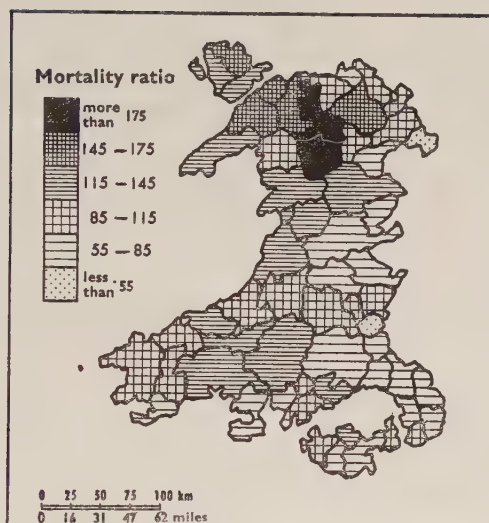 Mortality ratio
more
than 175
145 – 175
115 – 145
85 – 115
55 – 85
less
than 55
0 25 50 75 100 km
0 16 31 47 62 miles